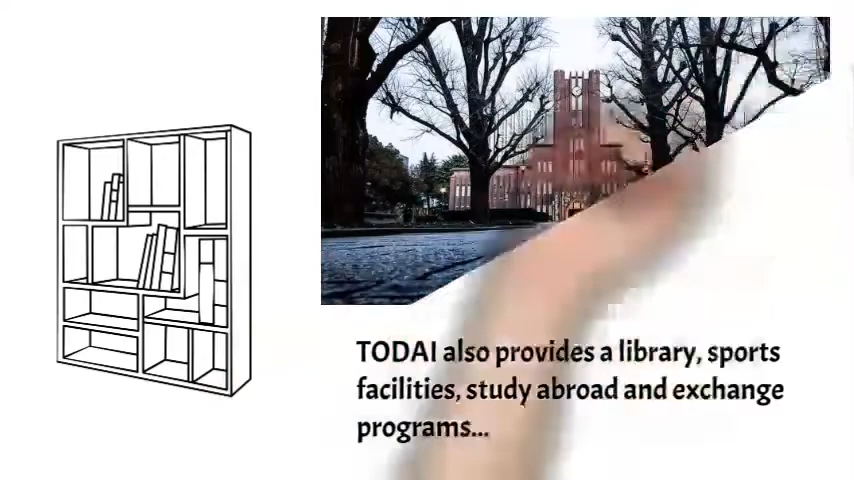 TODAI also provides a library, sports
facilities, study abroad and exchange
programs...